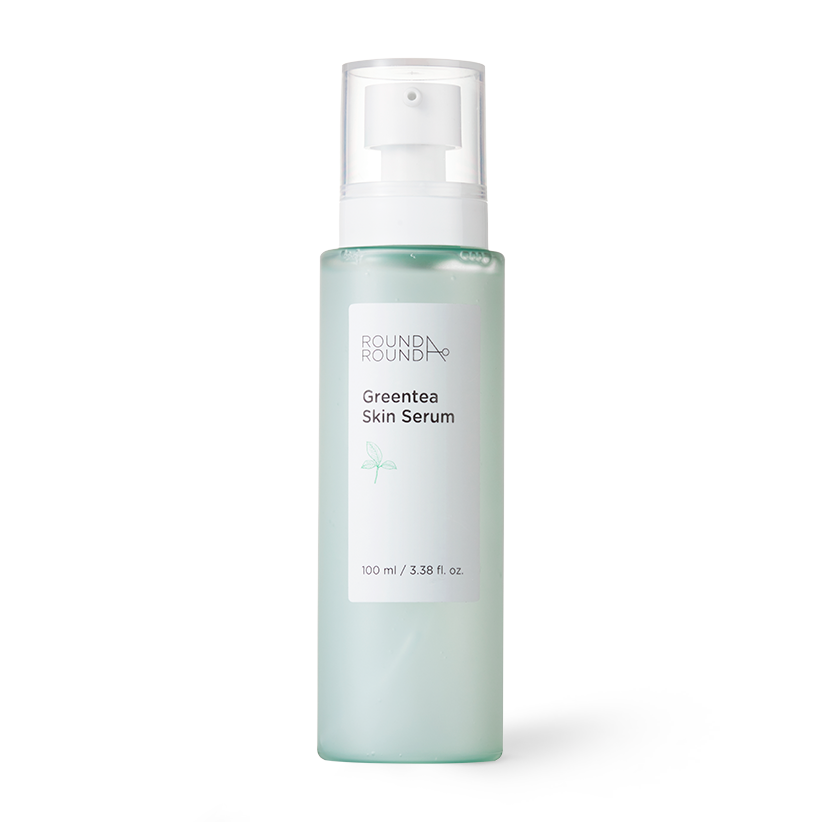 ROUND A
ROUND
Greentea
Skin Serum
100 ml / 3.38 fl. oz.